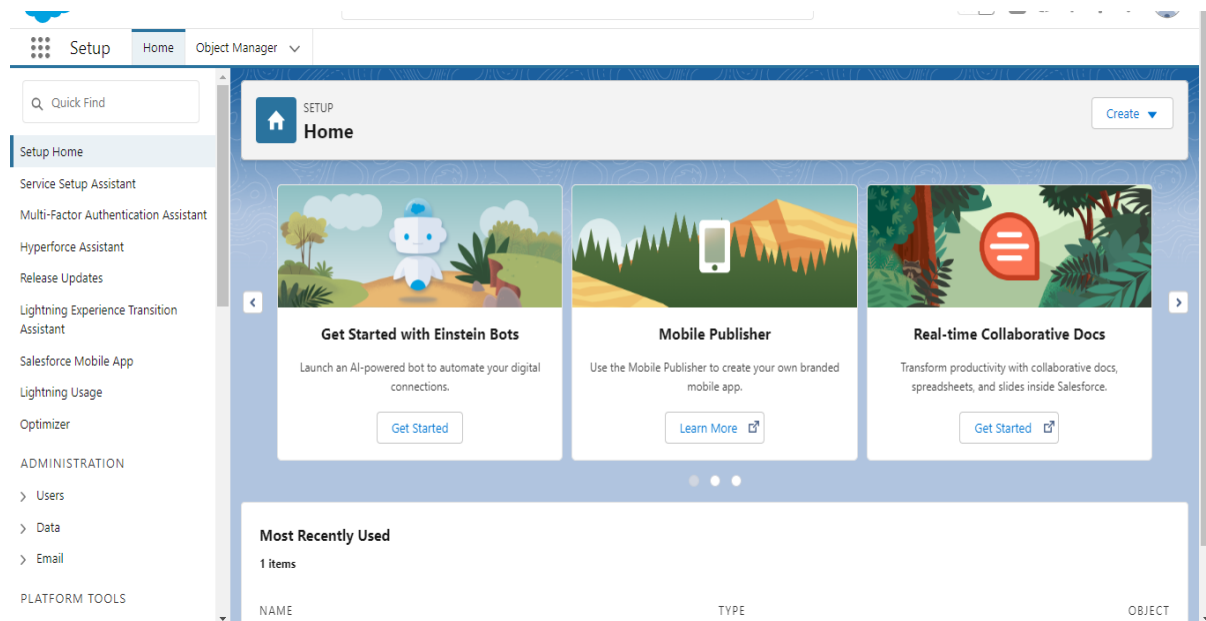 Setup
Home
Object Manager
Quick Find
Setup Home
Service Setup Assistant
Multi-Factor Authentication Assistant
Hyperforce Assistant
Release Updates
Lightning Experience Transition
Assistant
Salesforce Mobile App
Lightning Usage
Optimizer
ADMINISTRATION
Users
Data
Email
PLATFORM TOOLS
SETUP
Home
Create
Get Started with Einstein Bots
Launch an AI-powered bot to automate your digital
connections.
Get Started
Mobile Publisher
Use the Mobile Publisher to create your own branded
mobile app.
Learn More
Real-time Collaborative Docs
Transform productivity with collaborative docs,
spreadsheets, and slides inside Salesforce.
Get Started
Most Recently Used
1 items
NAME TYPE OBJECT